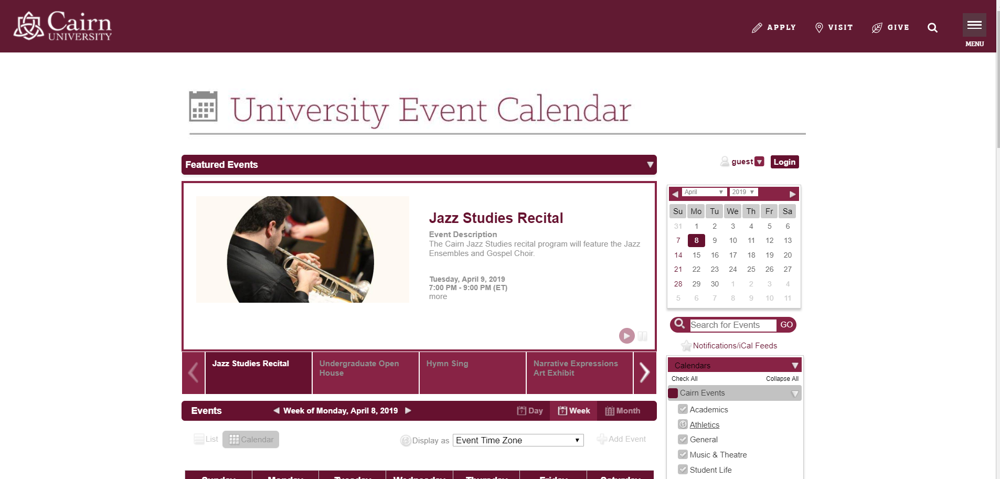 Cairn
UNIVERSITY
APPLY
VISIT
GIVE
MENU
University Event Calendar
Featured Events
guest
Login
Jazz Studies Recital
Event Description
The Cairn Jazz Studies recital program will feature the Jazz
Ensembles and Gospel Choir.
Tuesday, April 9, 2019
7:00 PM - 9:00 PM (ET)
more
Jazz Studies Recital
Undergraduate Open
House
Hymn Sing
Narrative Expressions
Art Exhibit
April 2019
Su Mo Tu We Th Fr Sa
31 1 2 3 4 5 6
7 8 9 10 11 12 13
14 15 16 17 18 19 20
21 22 23 24 25 26 27
28 29 30 1 2 3 4
5 6 7 8 9 10 11
Search for Events GO
Notifications/iCal Feeds
Calendars
Check All Collapse All
Cairn Events
Academics
Athletics
General
Music & Theatre
Student Life
Events
Week of Monday, April 8, 2019
Day
Week
Month
List
Calendar
Display as Event Time Zone
Add Event
Sunday Monday Tuesday Wednesday Thursday Friday Saturday